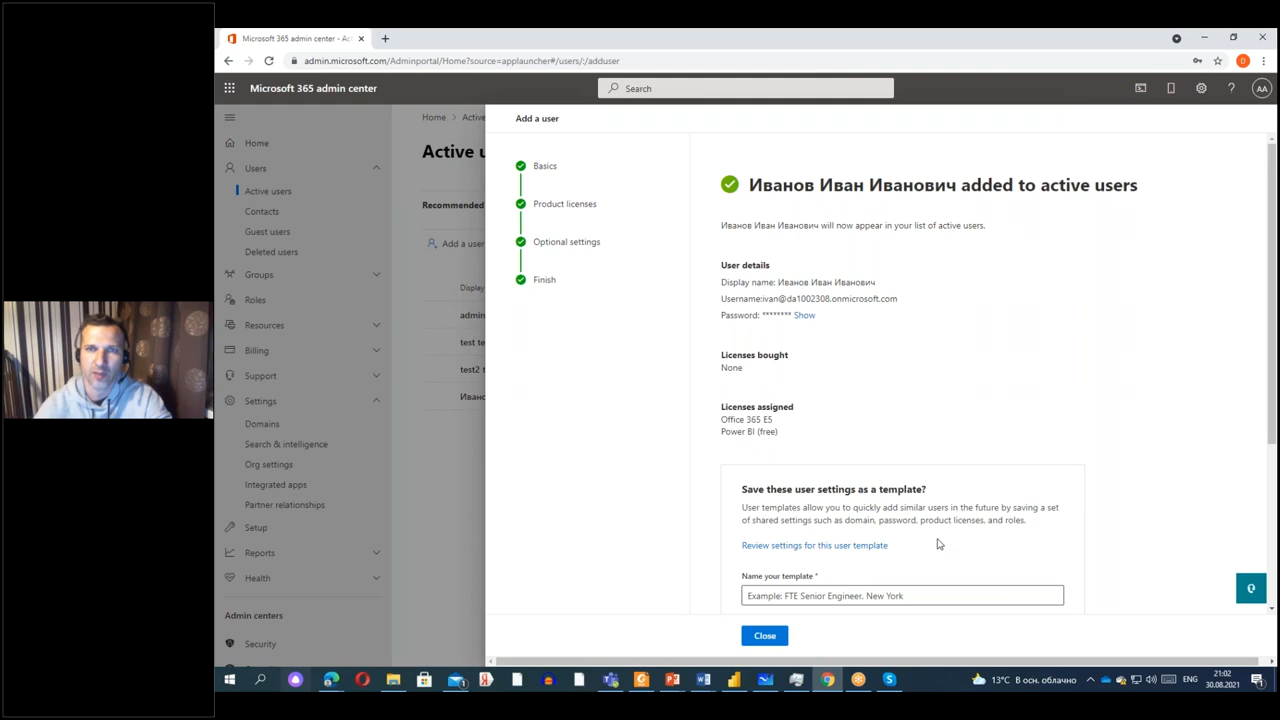 Microsoft 365 admin center - Ac
admin.microsoft.com/Adminportal/Home?source=applauncher#/users/:/adduser
D
Microsoft 365 admin center
Search
AA
Home
Users
Active users
Contacts
Guest users
Deleted users
Groups
Roles
Resources
Billing
Support
Settings
Domains
Search & intelligence
Org settings
Integrated apps
Partner relationships
Setup
Reports
Health
Admin centers
Security
Home
Active
Recommended
Add a user
admin
Add a user
Basics
Product licenses
Optional settings
Finish
Иванов Иван Иванович added to active users
Иванов Иван Иванович will now appear in your list of active users.
User details
Display name: Иванов Иван Иванович
Username:ivan@da1002308.onmicrosoft.com
Password: ******** Show
Licenses bought
None
Licenses assigned
Office 365 E5
Power BI (free)
Save these user settings as a template?
User templates allow you to quickly add similar users in the future by saving a set
of shared settings such as domain, password, product licenses, and roles.
Review settings for this user template
Name your template *
Example: FTE Senior Engineer, New York
Close
13°C В осн. облачно
ENG
21:02
30.08.2021